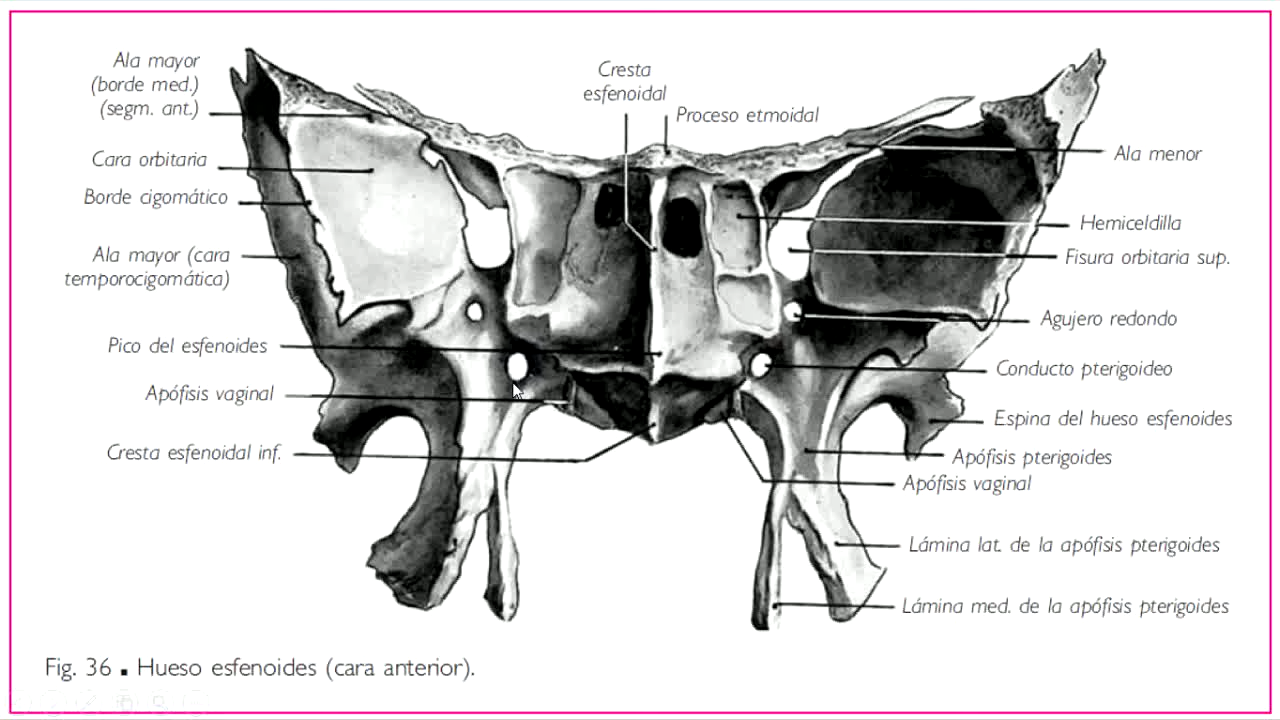 Ala mayor
(borde med.)
(segm. ant.)
Cara orbitaria
Borde cigomático
Ala mayor (cara
temporocigomática)
Pico del esfenoides
Apófisis vaginal
Cresta esfenoidal inf.
Cresta
esfenoidal
Proceso etmoidal
Ala menor
Hemiceldilla
Fisura orbitaria sup.
Agujero redondo
Conducto pterigoideo
Espina del hueso esfenoides
Apófisis pterigoides
Apófisis vaginal
Lámina lat. de la apófisis pterigoides
Lámina med. de la apófisis pterigoides
Fig. 36 ▪ Hueso esfenoides (cara anterior).